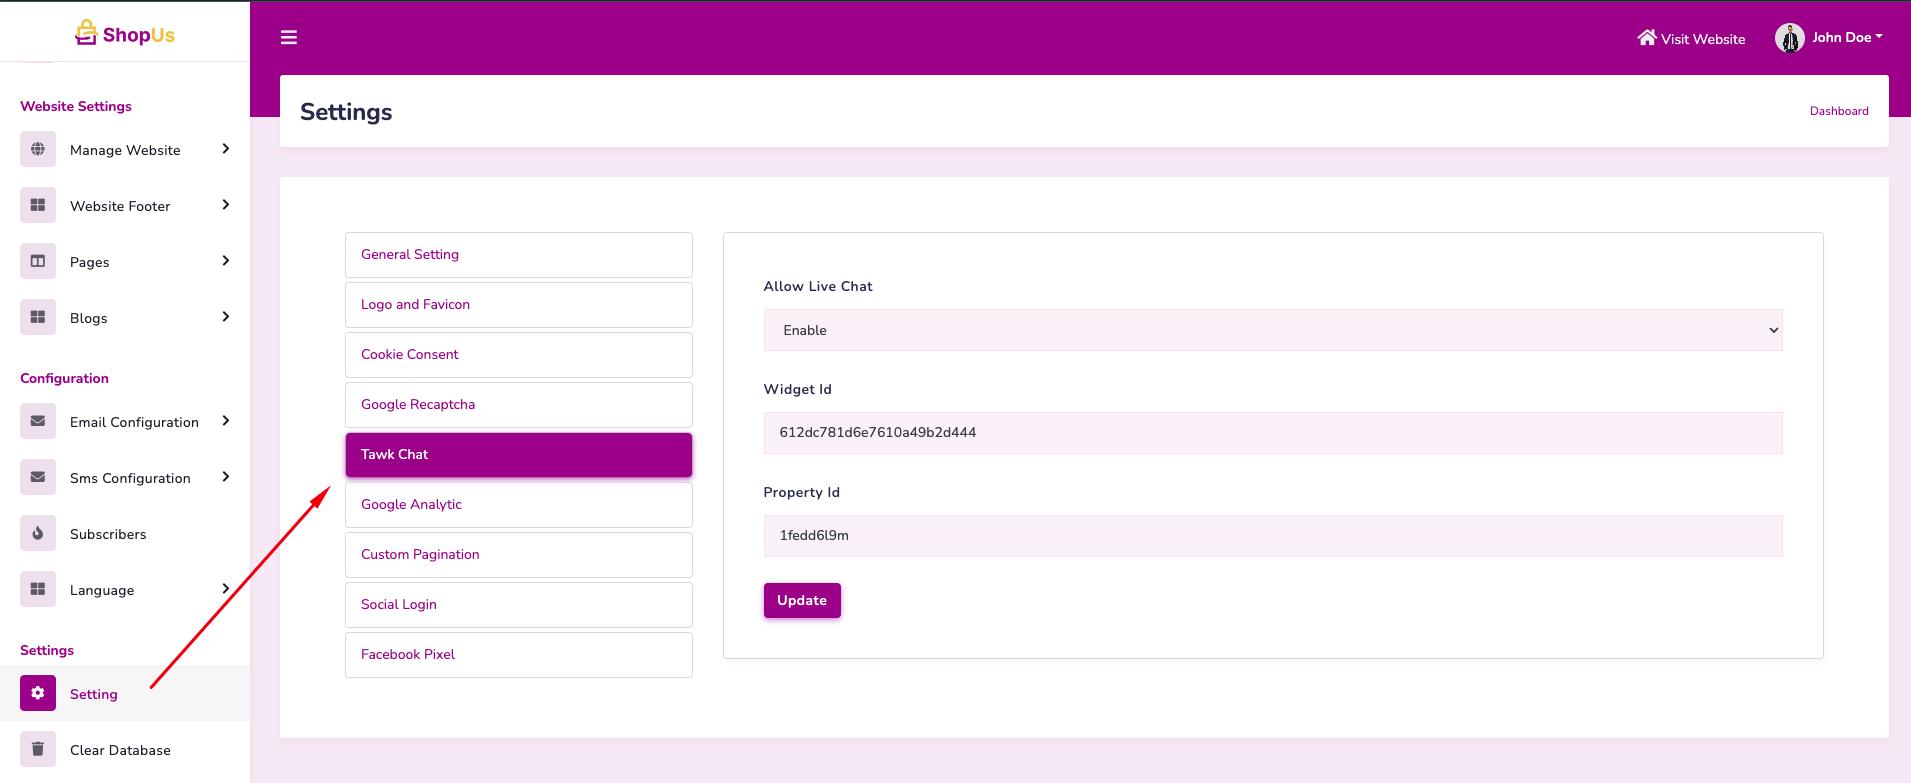 ShopUs
Website Settings
Manage Website
Website Footer
Pages
Blogs
Configuration
Email Configuration
Sms Configuration
Subscribers
Language
Settings
Setting
Clear Database
Visit Website
John Doe
Settings
Dashboard
General Setting
Logo and Favicon
Cookie Consent
Google Recaptcha
Tawk Chat
Google Analytic
Custom Pagination
Social Login
Facebook Pixel
Allow Live Chat
Enable
Widget Id
612dc781d6e7610a49b2d444
Property Id
1fedd6l9m
Update